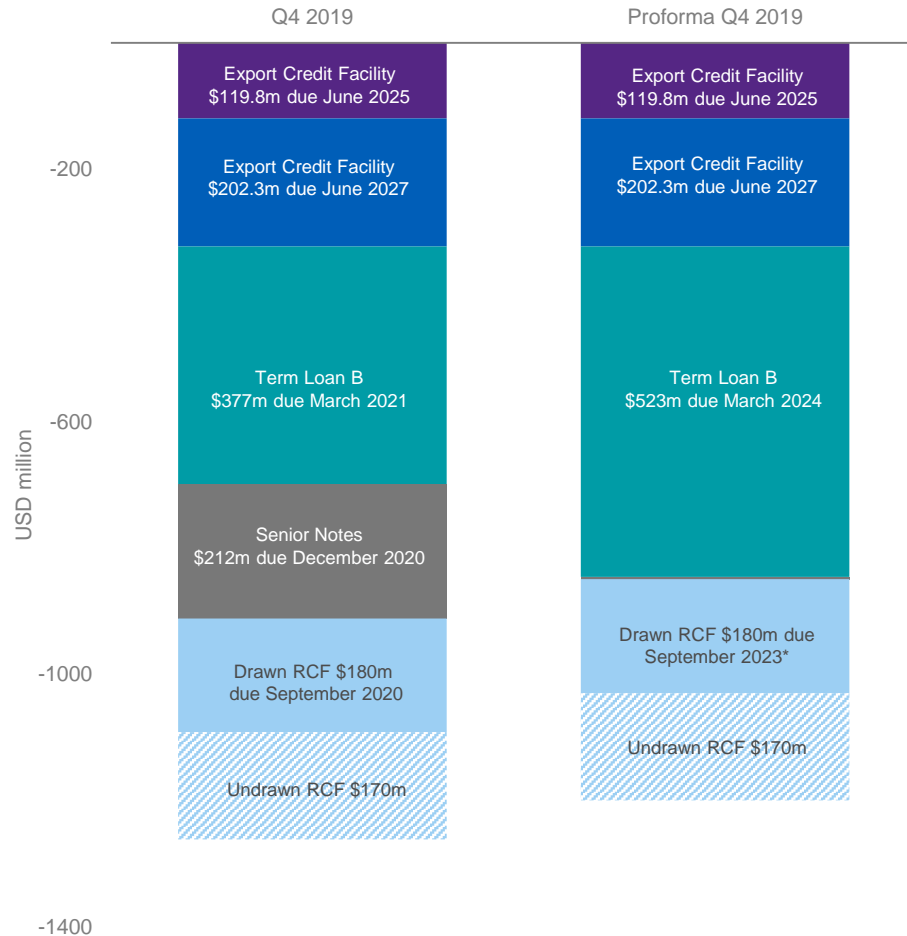 Q4 2019
Proforma Q4 2019
Export Credit Facility
$119.8m due June 2025
Export Credit Facility
$119.8m due June 2025
-200
Export Credit Facility
$202.3m due June 2027
Export Credit Facility
$202.3m due June 2027
Term Loan B
$377m due March 2021
Term Loan B
$523m due March 2024
-600
USD million
Senior Notes
$212m due December 2020
Drawn RCF $180m due
September 2023*
-1000
Drawn RCF $180m
due September 2020
Undrawn RCF $170m
Undrawn RCF $170m
-1400